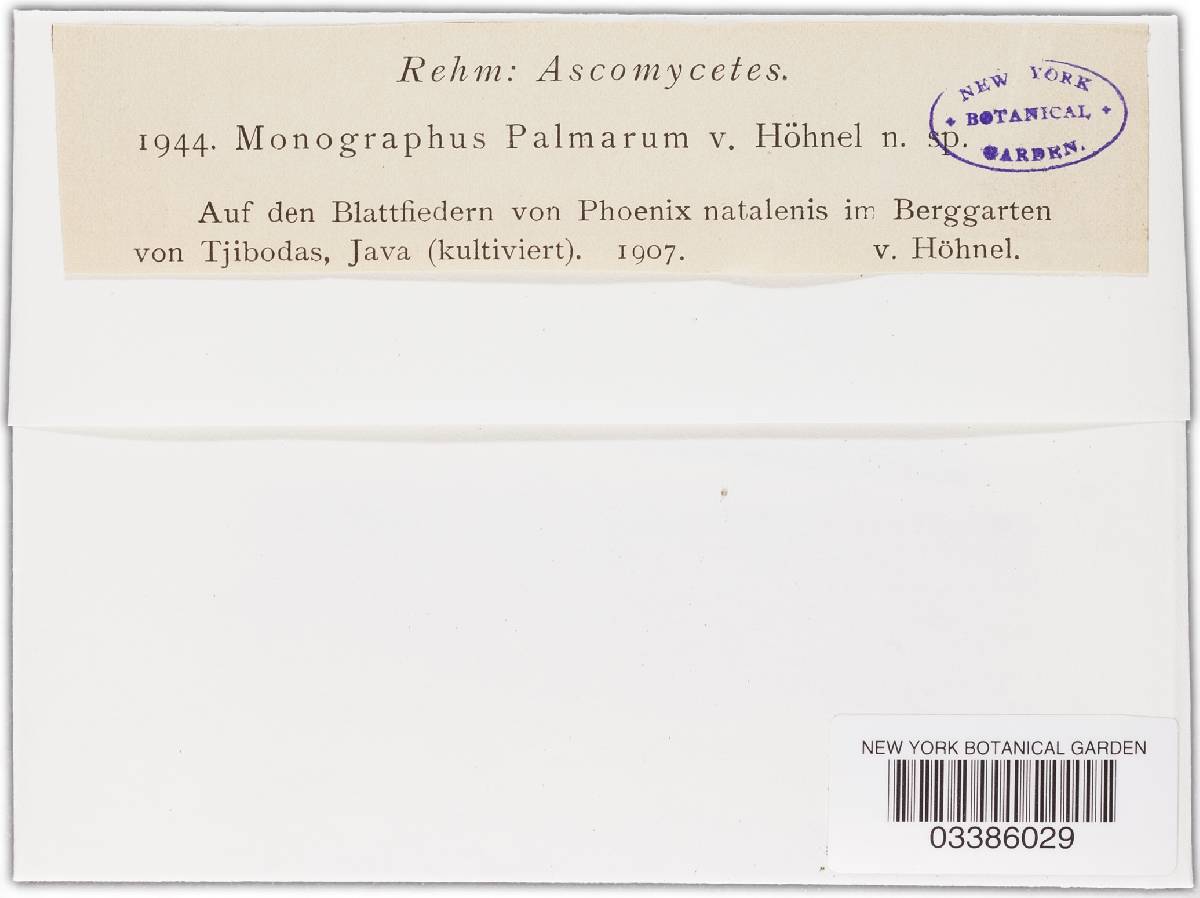 Rehm: Ascomycetes.
1944. Monographus Palmarum v. Höhnel n. sp.
Auf den Blattfiedern von Phoenix natalenis im Berggarten
von Tjibodas, Java (kultiviert). 1907. v. Höhnel.
NEW YORK
BOTANICAL
GARDEN.
NEW YORK BOTANICAL GARDEN
03386029